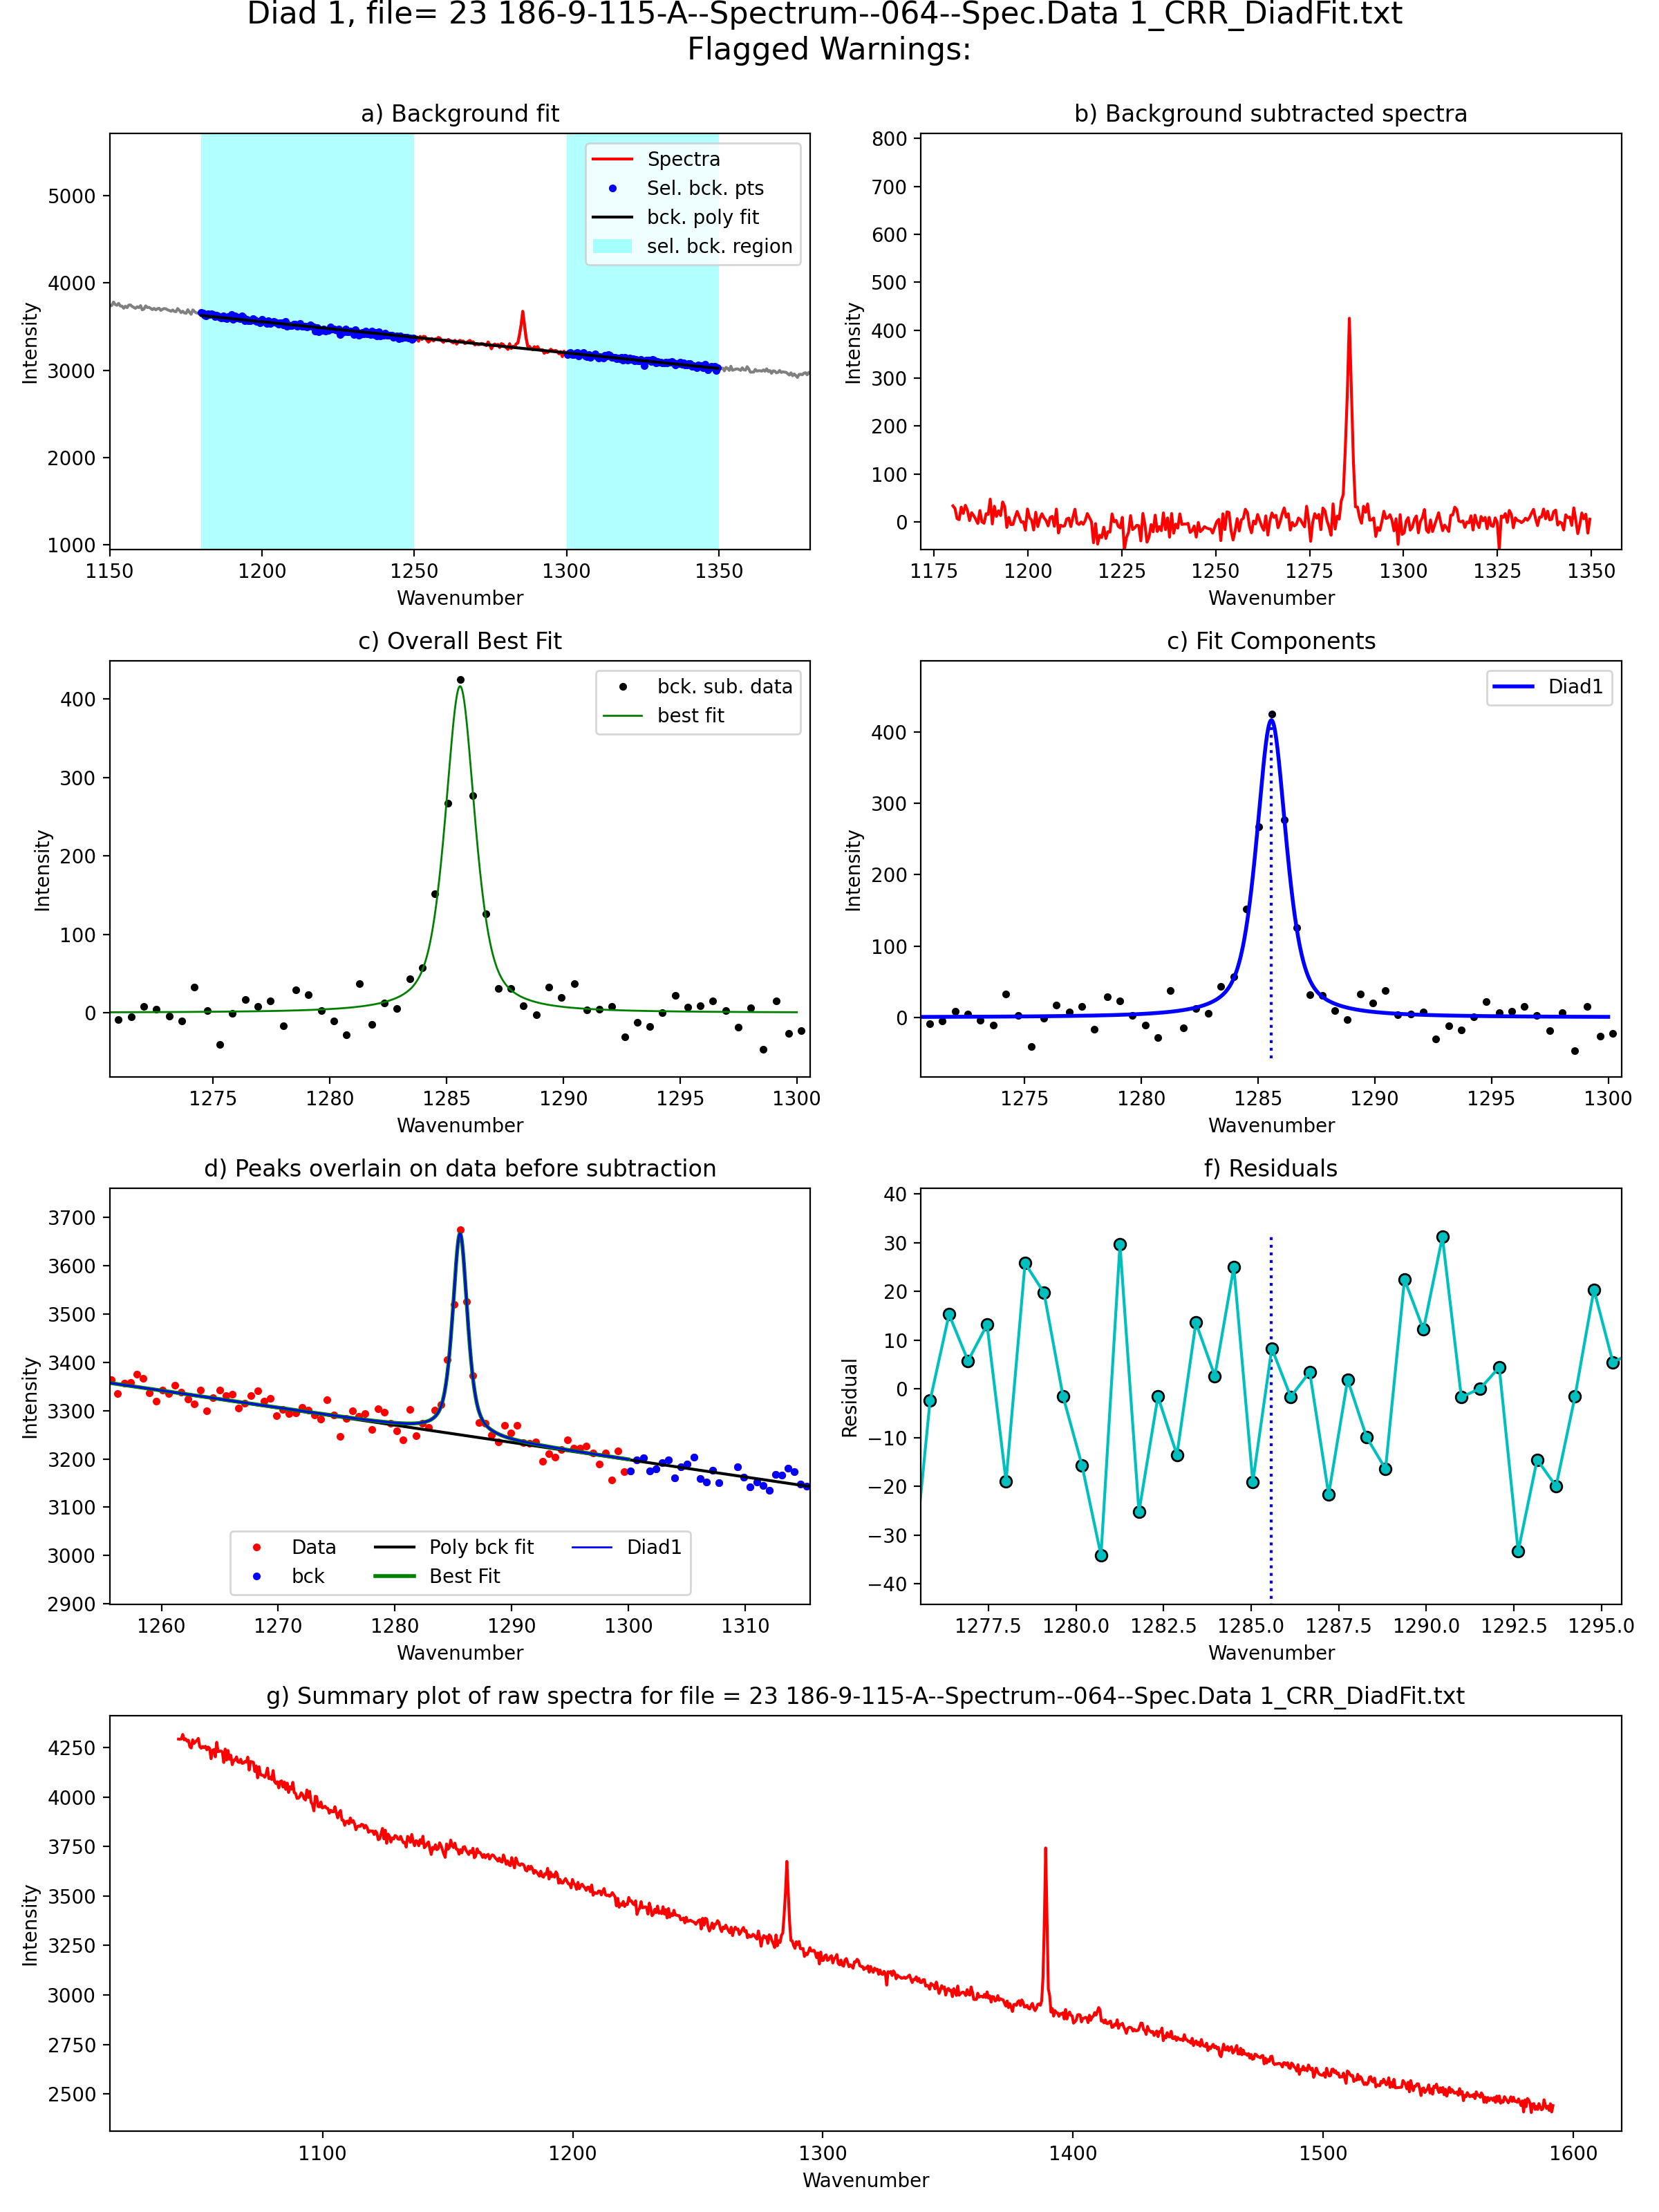 Diad 1, file= 23 186-9-115-A--Spectrum--064--Spec.Data 1_CRR_DiadFit.txt
Flagged Warnings:
a) Background fit
Intensity
5000
4000
3000
2000
1000
Spectra
Sel. bck. pts
bck. poly fit
sel. bck. region
1150 1200 1250 1300 1350
Wavenumber
b) Background subtracted spectra
Intensity
800
700
600
500
400
300
200
100
0
1175 1200 1225 1250 1275 1300 1325 1350
Wavenumber
c) Overall Best Fit
Intensity
400
300
200
100
0
bck. sub. data
best fit
1275 1280 1285 1290 1295 1300
Wavenumber
c) Fit Components
Intensity
400
300
200
100
0
Diad1
1275 1280 1285 1290 1295 1300
Wavenumber
d) Peaks overlain on data before subtraction
Intensity
3700
3600
3500
3400
3300
3200
3100
3000
2900
Data
bck
Poly bck fit
Best Fit
Diad1
1260 1270 1280 1290 1300 1310
Wavenumber
f) Residuals
Residual
40
30
20
10
0
−10
−20
−30
−40
1277.5 1280.0 1282.5 1285.0 1287.5 1290.0 1292.5 1295.0
Wavenumber
g) Summary plot of raw spectra for file = 23 186-9-115-A--Spectrum--064--Spec.Data 1_CRR_DiadFit.txt
Intensity
4250
4000
3750
3500
3250
3000
2750
2500
1100 1200 1300 1400 1500 1600
Wavenumber